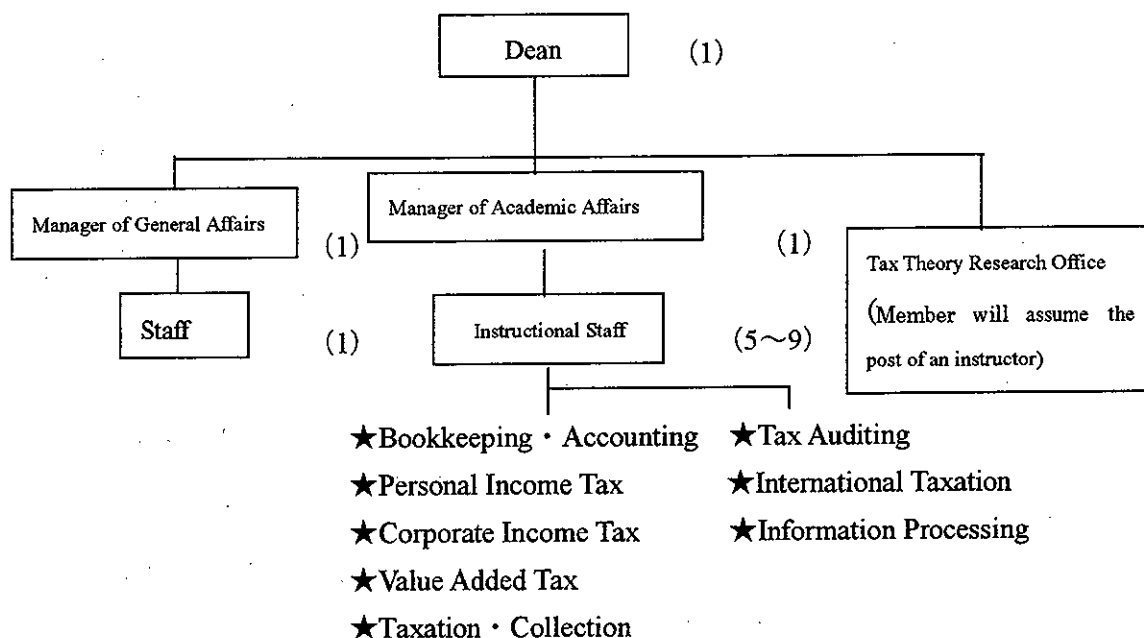 Dean (1)
Manager of General Affairs (1)
Manager of Academic Affairs (1)
Tax Theory Research Office
(Member will assume the
post of an instructor)
Staff (1)
Instructional Staff (5～9)
★Bookkeeping・Accounting
★Personal Income Tax
★Corporate Income Tax
★Value Added Tax
★Taxation・Collection
★Tax Auditing
★International Taxation
★Information Processing